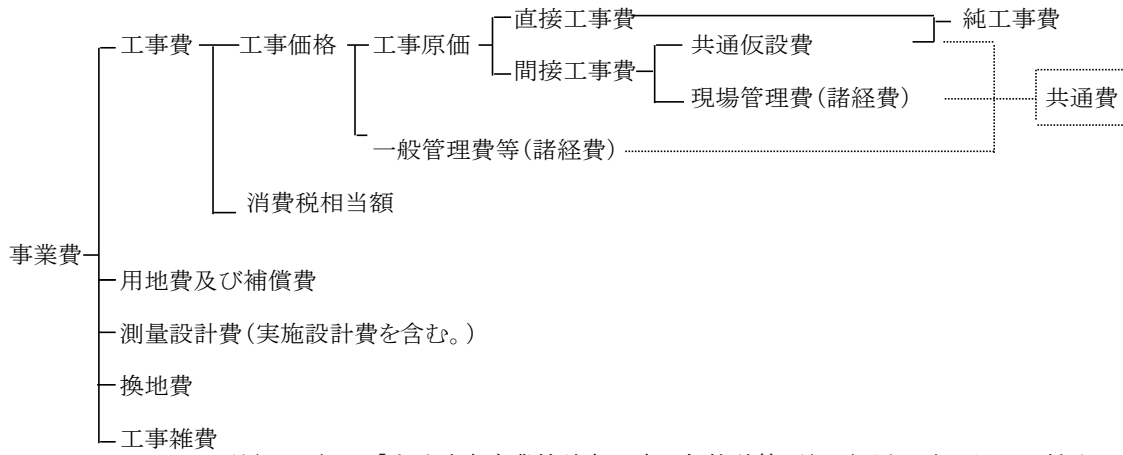 直接工事費 純工事費
工事費 工事価格 工事原価 共通仮設費
間接工事費
現場管理費(諸経費) 共通費
一般管理費等(諸経費)
消費税相当額
事業費
用地費及び補償費
測量設計費(実施設計費を含む。)
換地費
工事雑費